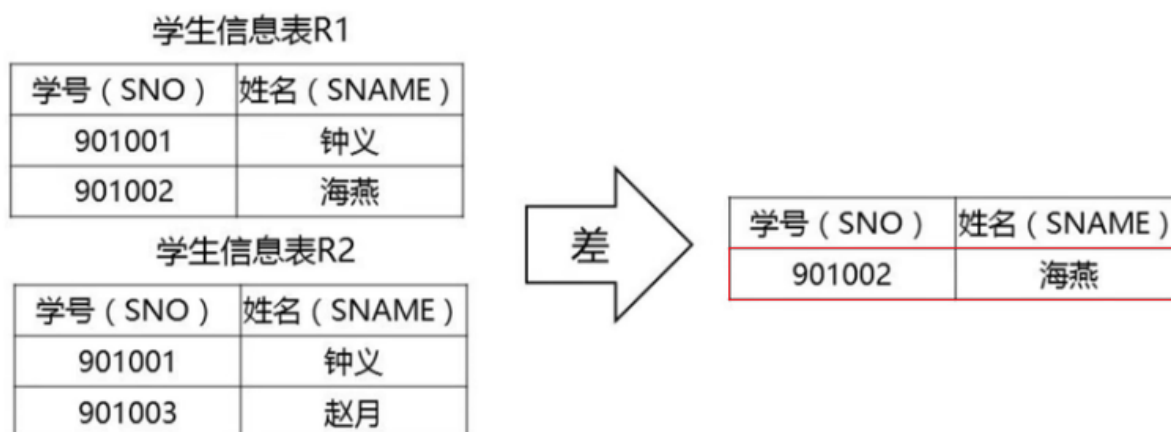 学生信息表R1
学号（SNO） 姓名（SNAME）
901001 钟义
901002 海燕
学生信息表R2
学号（SNO） 姓名（SNAME）
901001 钟义
901003 赵月
差
学号（SNO） 姓名（SNAME）
901002 海燕